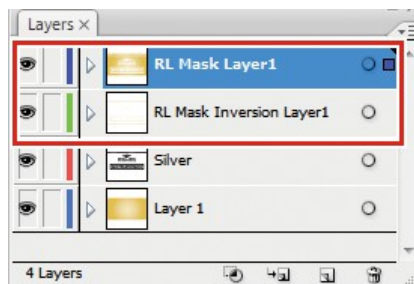 Layers ×
RL Mask Layer1
RL Mask Inversion Layer1
Silver
Layer 1
4 Layers